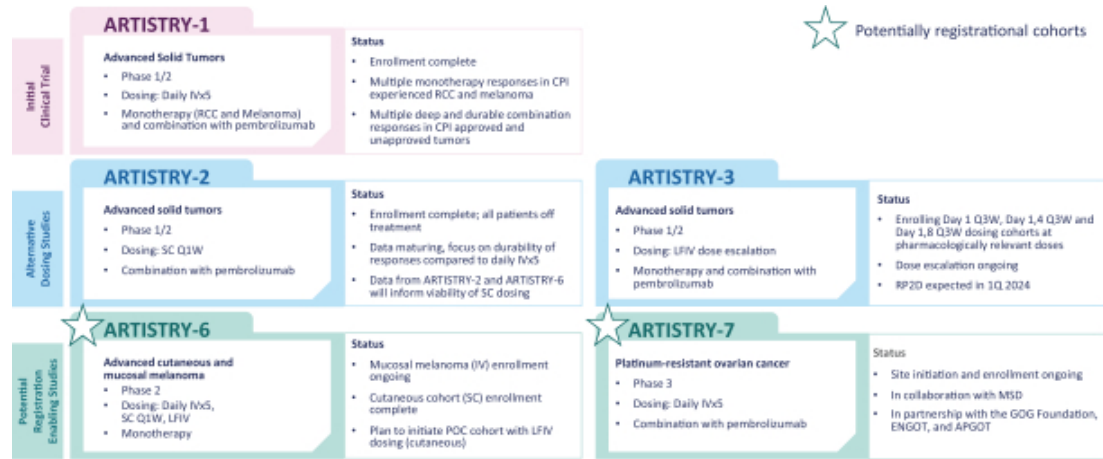 ARTISTRY-1
Potentially registrational cohorts
Initial
Clinical Trial
Advanced Solid Tumors
• Phase 1/2
• Dosing: Daily IVx5
• Monotherapy (RCC and Melanoma)
and combination with pembrolizumab
Status
• Enrollment complete
• Multiple monotherapy responses in CPI
experienced RCC and melanoma
• Multiple deep and durable combination
responses in CPI approved and
unapproved tumors
Alternative
Dosing Studies
ARTISTRY-2
Advanced solid tumors
• Phase 1/2
• Dosing: SC Q1W
• Combination with pembrolizumab
Status
• Enrollment complete; all patients off
treatment
• Data maturing, focus on durability of
responses compared to daily IVx5
• Data from ARTISTRY-2 and ARTISTRY-6
will inform viability of SC dosing
ARTISTRY-3
Advanced solid tumors
• Phase 1/2
• Dosing: LFIV dose escalation
• Monotherapy and combination with
pembrolizumab
Status
• Enrolling Day 1 Q3W, Day 1,4 Q3W and
Day 1,8 Q3W dosing cohorts at
pharmacologically relevant doses
• Dose escalation ongoing
• RP2D expected in 1Q 2024
Potential
Registration
Enabling Studies
ARTISTRY-6
Advanced cutaneous and
mucosal melanoma
• Phase 2
• Dosing: Daily IVx5,
SC Q1W, LFIV
• Monotherapy
Status
• Mucosal melanoma (IV) enrollment
ongoing
• Cutaneous cohort (SC) enrollment
complete
• Plan to initiate POC cohort with LFIV
dosing (cutaneous)
ARTISTRY-7
Platinum-resistant ovarian cancer
• Phase 3
• Dosing: Daily IVx5
• Combination with pembrolizumab
Status
• Site initiation and enrollment ongoing
• In collaboration with MSD
• In partnership with the GOG Foundation,
ENGOT, and APGOT